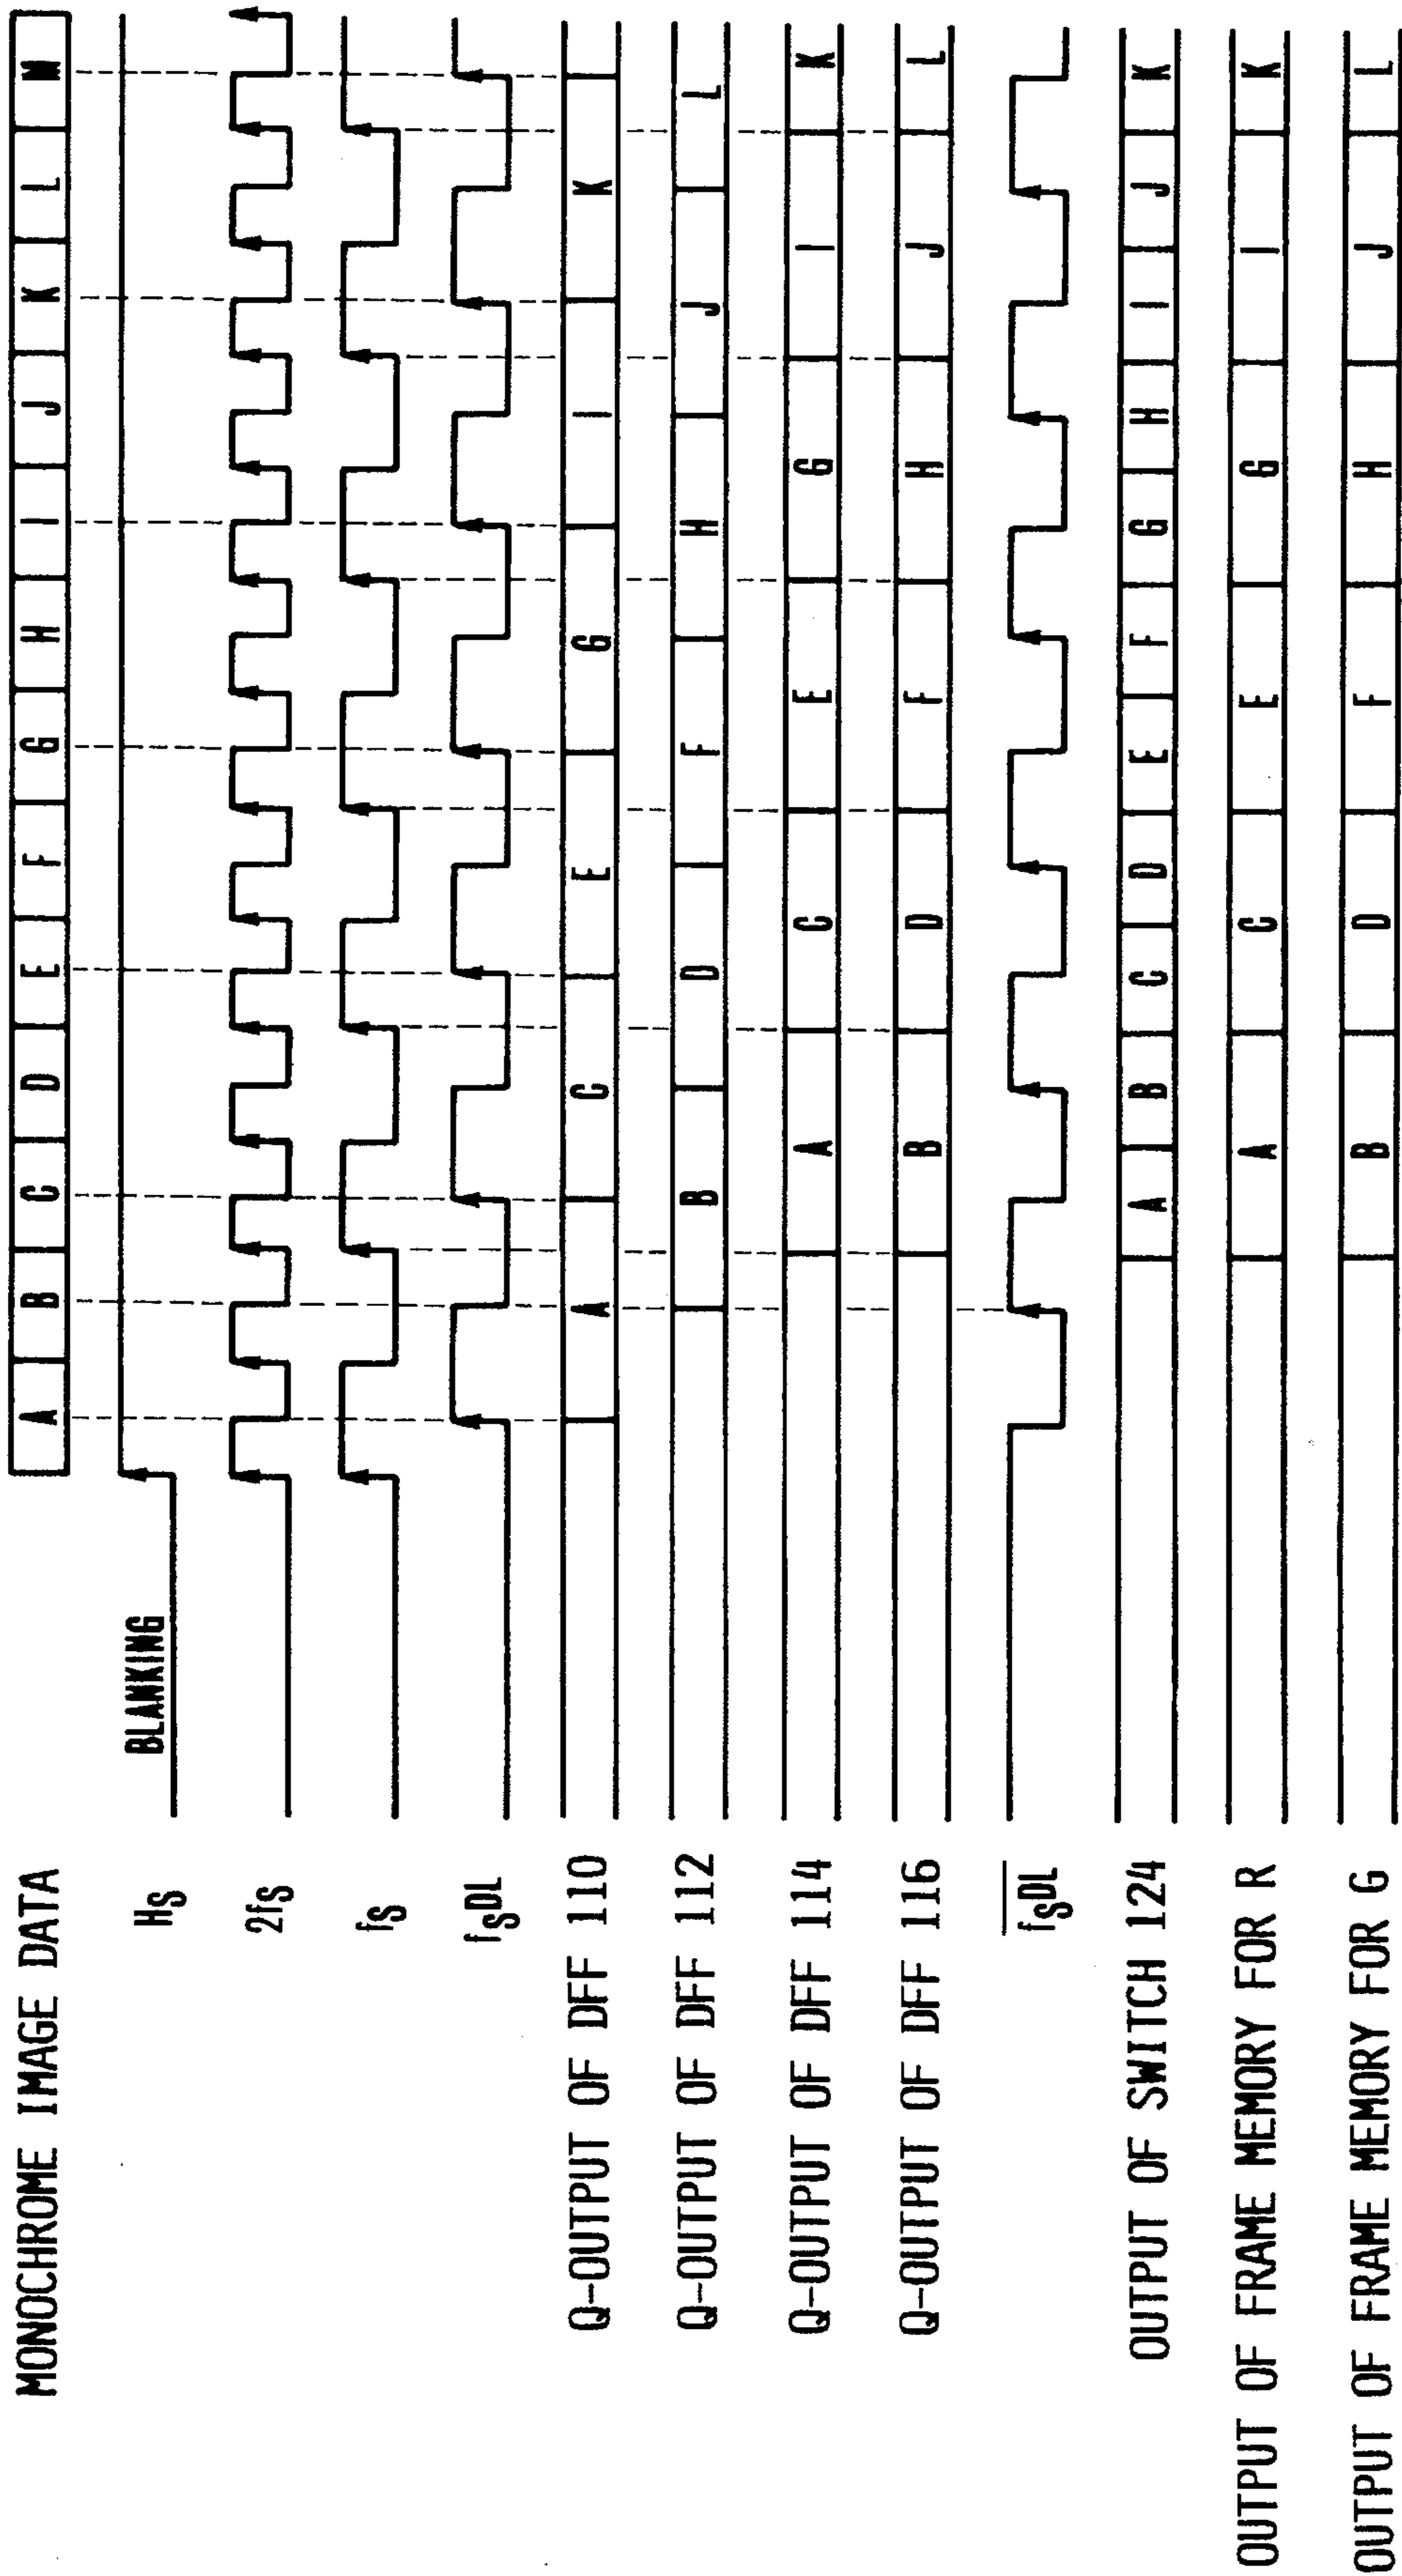 MONOCHROME IMAGE DATA A B C D E F G H I J K L M
HS BLANKING
2fS
fS
fSDL
Q-OUTPUT OF DFF 110 A C E G I K
Q-OUTPUT OF DFF 112 B D F H J L
Q-OUTPUT OF DFF 114 A C E G I K
Q-OUTPUT OF DFF 116 B D F H J L
fSDL
OUTPUT OF SWITCH 124 A B C D E F G H I J K
OUTPUT OF FRAME MEMORY FOR R A C E G I K
OUTPUT OF FRAME MEMORY FOR G B D F H J L